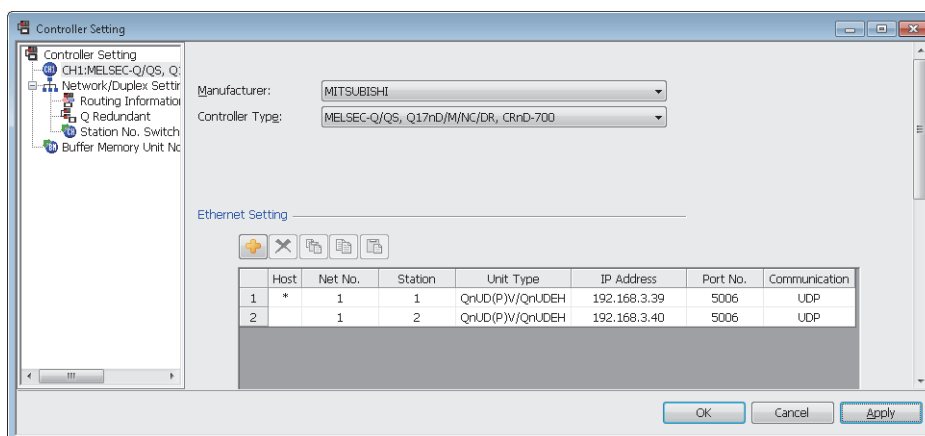 Controller Setting
Controller Setting
CH1:MELSEC-Q/QS, Q
Network/Duplex Settir
Routing Information
Q Redundant
Station No. Switch
Buffer Memory Unit No
Manufacturer:
MITSUBISHI
Controller Type:
MELSEC-Q/QS, Q17nD/M/NC/DR, CRnD-700
Ethernet Setting
Host Net No. Station Unit Type IP Address Port No. Communication
1 * 1 1 QnUD(P)V/QnUDEH 192.168.3.39 5006 UDP
2 1 2 QnUD(P)V/QnUDEH 192.168.3.40 5006 UDP
OK Cancel Apply